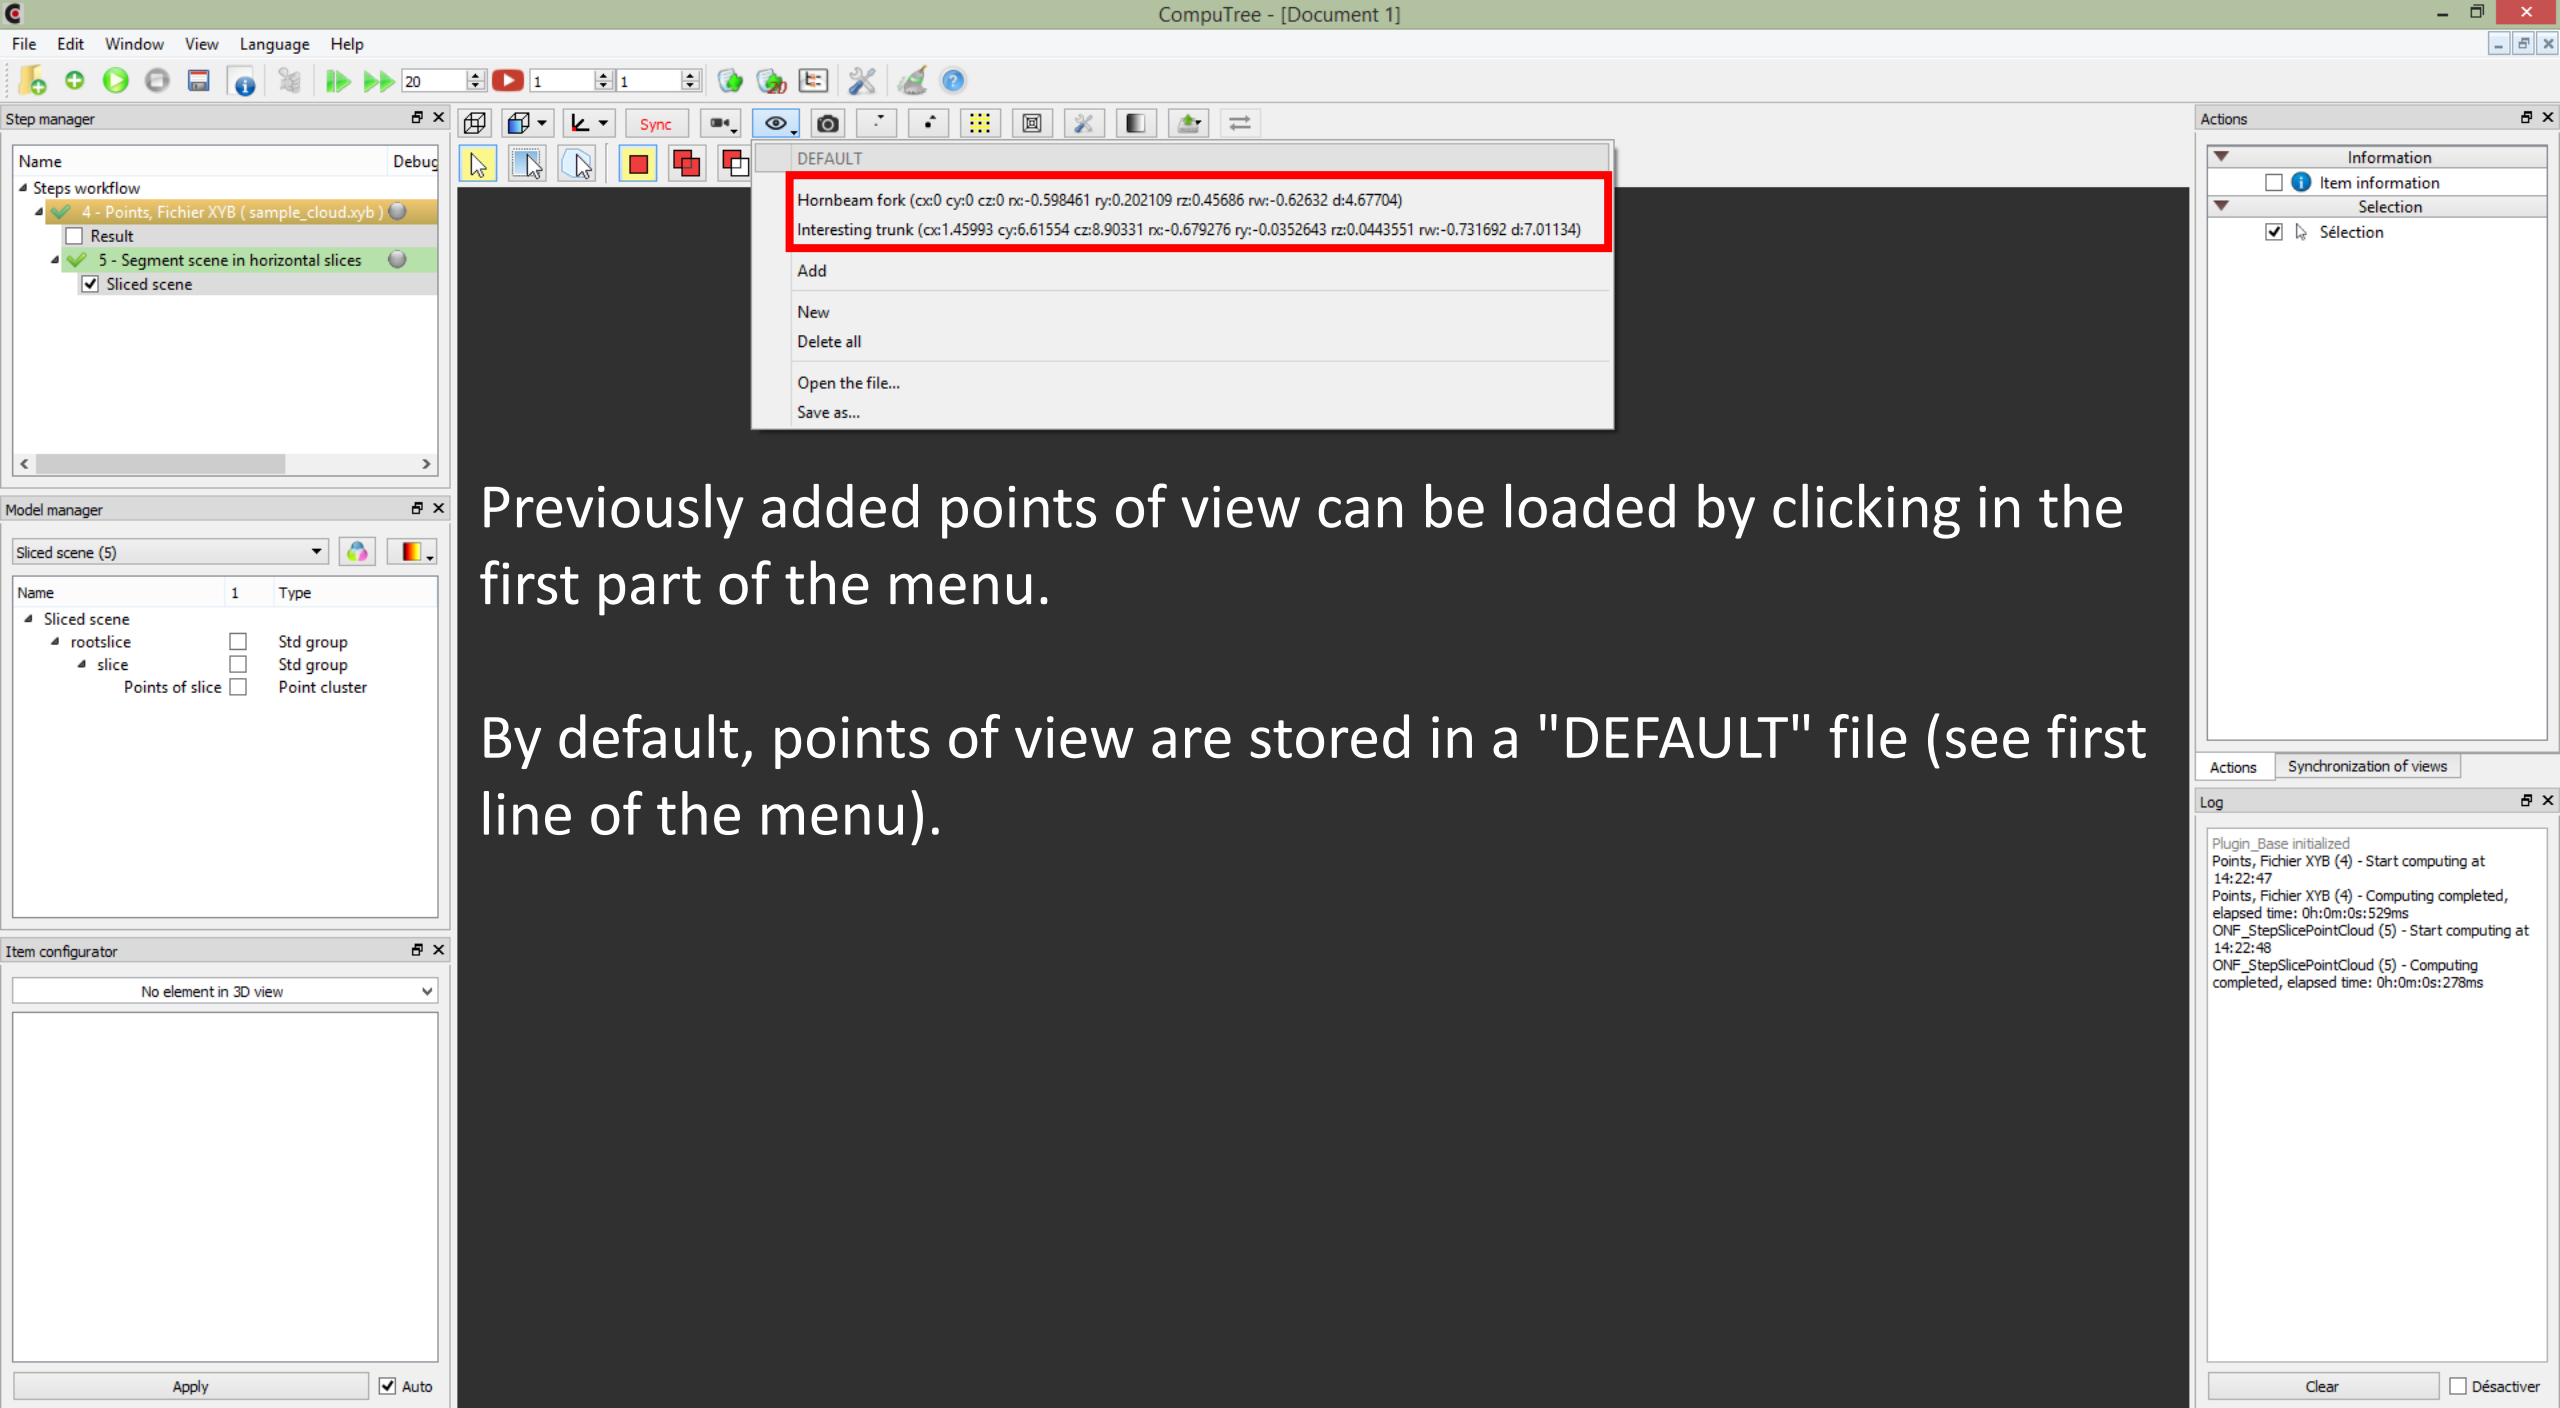 CompuTree - [Document 1]
File Edit Window View Language Help
20 1 1 2D
Step manager
Name Debug
Steps workflow
4 - Points, Fichier XYB ( sample_cloud.xyb )
Result
5 - Segment scene in horizontal slices
Sliced scene
Sync
DEFAULT
Hornbeam fork (cx:0 cy:0 cz:0 rx:-0.598461 ry:0.202109 rz:0.45686 rw:-0.62632 d:4.67704)
Interesting trunk (cx:1.45993 cy:6.61554 cz:8.90331 rx:-0.679276 ry:-0.0352643 rz:0.0443551 rw:-0.731692 d:7.01134)
Add
New
Delete all
Open the file...
Save as...
Previously added points of view can be loaded by clicking in the
first part of the menu.
By default, points of view are stored in a "DEFAULT" file (see first
line of the menu).
Model manager
Sliced scene (5)
Name 1 Type
Sliced scene
rootslice Std group
slice Std group
Points of slice Point cluster
Item configurator
No element in 3D view
Apply Auto
Actions
Information
Item information
Selection
Sélection
Actions Synchronization of views
Log
Plugin_Base initialized
Points, Fichier XYB (4) - Start computing at
14:22:47
Points, Fichier XYB (4) - Computing completed,
elapsed time: 0h:0m:0s:529ms
ONF_StepSlicePointCloud (5) - Start computing at
14:22:48
ONF_StepSlicePointCloud (5) - Computing
completed, elapsed time: 0h:0m:0s:278ms
Clear Désactiver